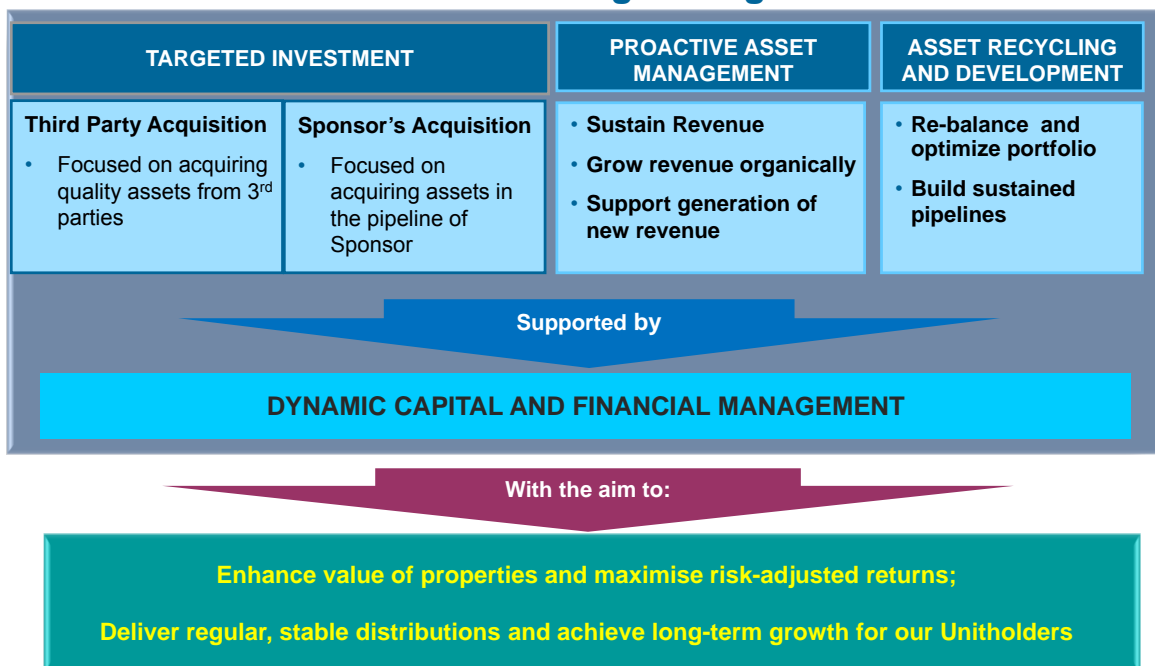 TARGETED INVESTMENT
PROACTIVE ASSET
MANAGEMENT
ASSET RECYCLING
AND DEVELOPMENT
Third Party Acquisition
• Focused on acquiring
quality assets from 3rd
parties
Sponsor's Acquisition
• Focused on
acquiring assets in
the pipeline of
Sponsor
• Sustain Revenue
• Grow revenue organically
• Support generation of
new revenue
• Re-balance and
optimize portfolio
• Build sustained
pipelines
Supported by
DYNAMIC CAPITAL AND FINANCIAL MANAGEMENT
With the aim to:
Enhance value of properties and maximise risk-adjusted returns;
Deliver regular, stable distributions and achieve long-term growth for our Unitholders